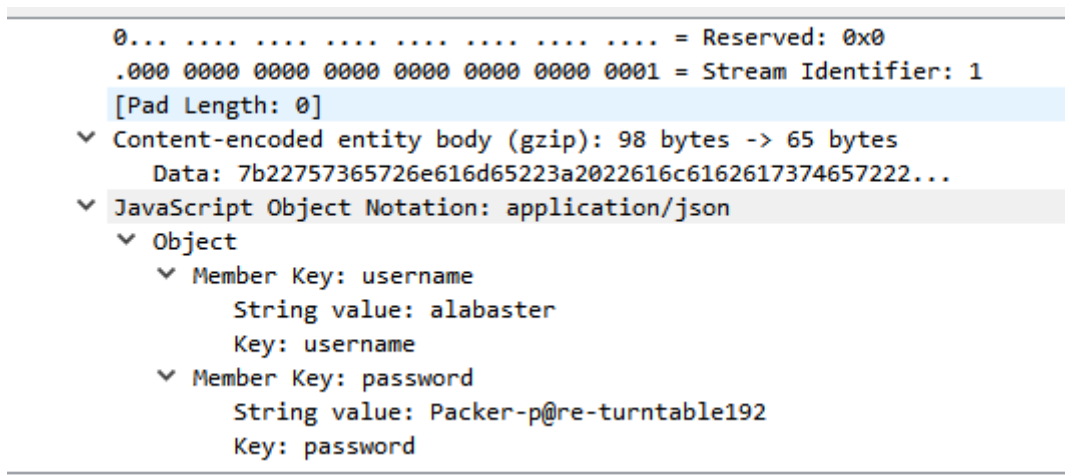 0... .... .... .... .... .... .... .... = Reserved: 0x0
.000 0000 0000 0000 0000 0000 0000 0001 = Stream Identifier: 1
[Pad Length: 0]
Content-encoded entity body (gzip): 98 bytes -> 65 bytes
Data: 7b22757365726e616d65223a2022616c6162617374657222...
JavaScript Object Notation: application/json
Object
Member Key: username
String value: alabaster
Key: username
Member Key: password
String value: Packer-p@re-turntable192
Key: password